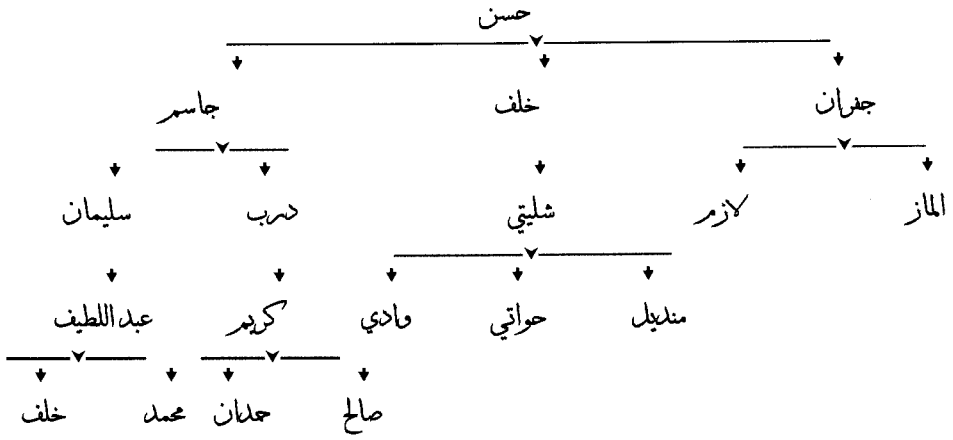 حسن
جفران خلف جاسم
الماز لازم شليتي درب سليمان
منديل حواتي وادي كريم عبداللطيف
صالح حمدان محمد خلف